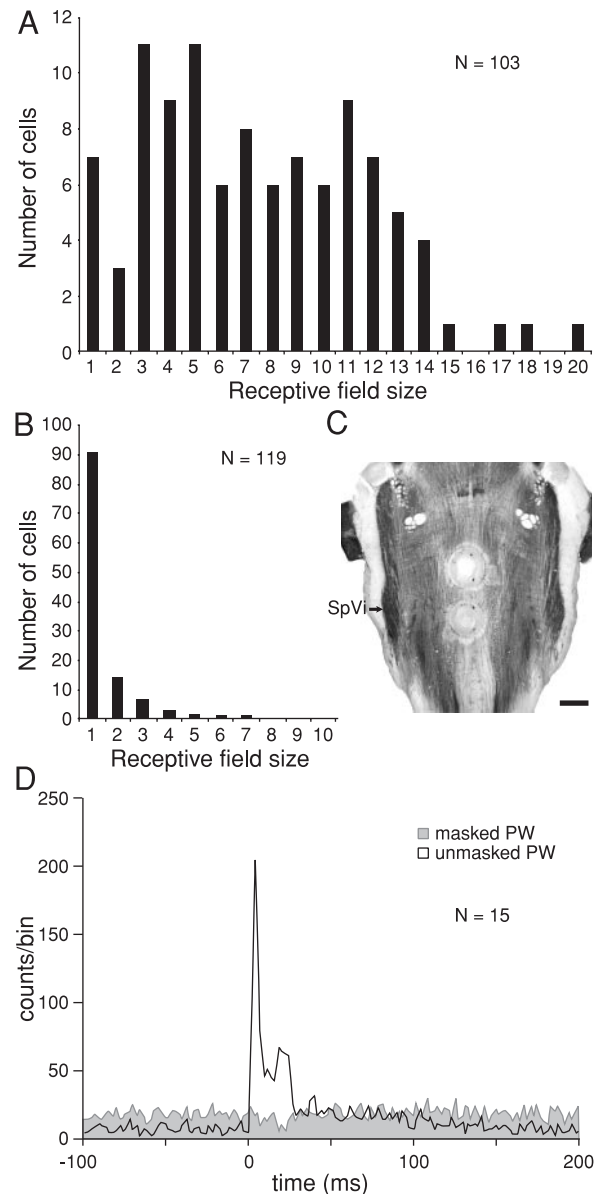 A
N = 103
Number of cells
12
10
8
6
4
2
0
1 2 3 4 5 6 7 8 9 10 11 12 13 14 15 16 17 18 19 20
Receptive field size
B
N = 119
Number of cells
100
90
80
70
60
50
40
30
20
10
0
1 2 3 4 5 6 7 8 9 10
Receptive field size
C
SpVi
D
250
200
150
100
50
0
counts/bin
masked PW
unmasked PW
N = 15
-100 0 100 200
time (ms)